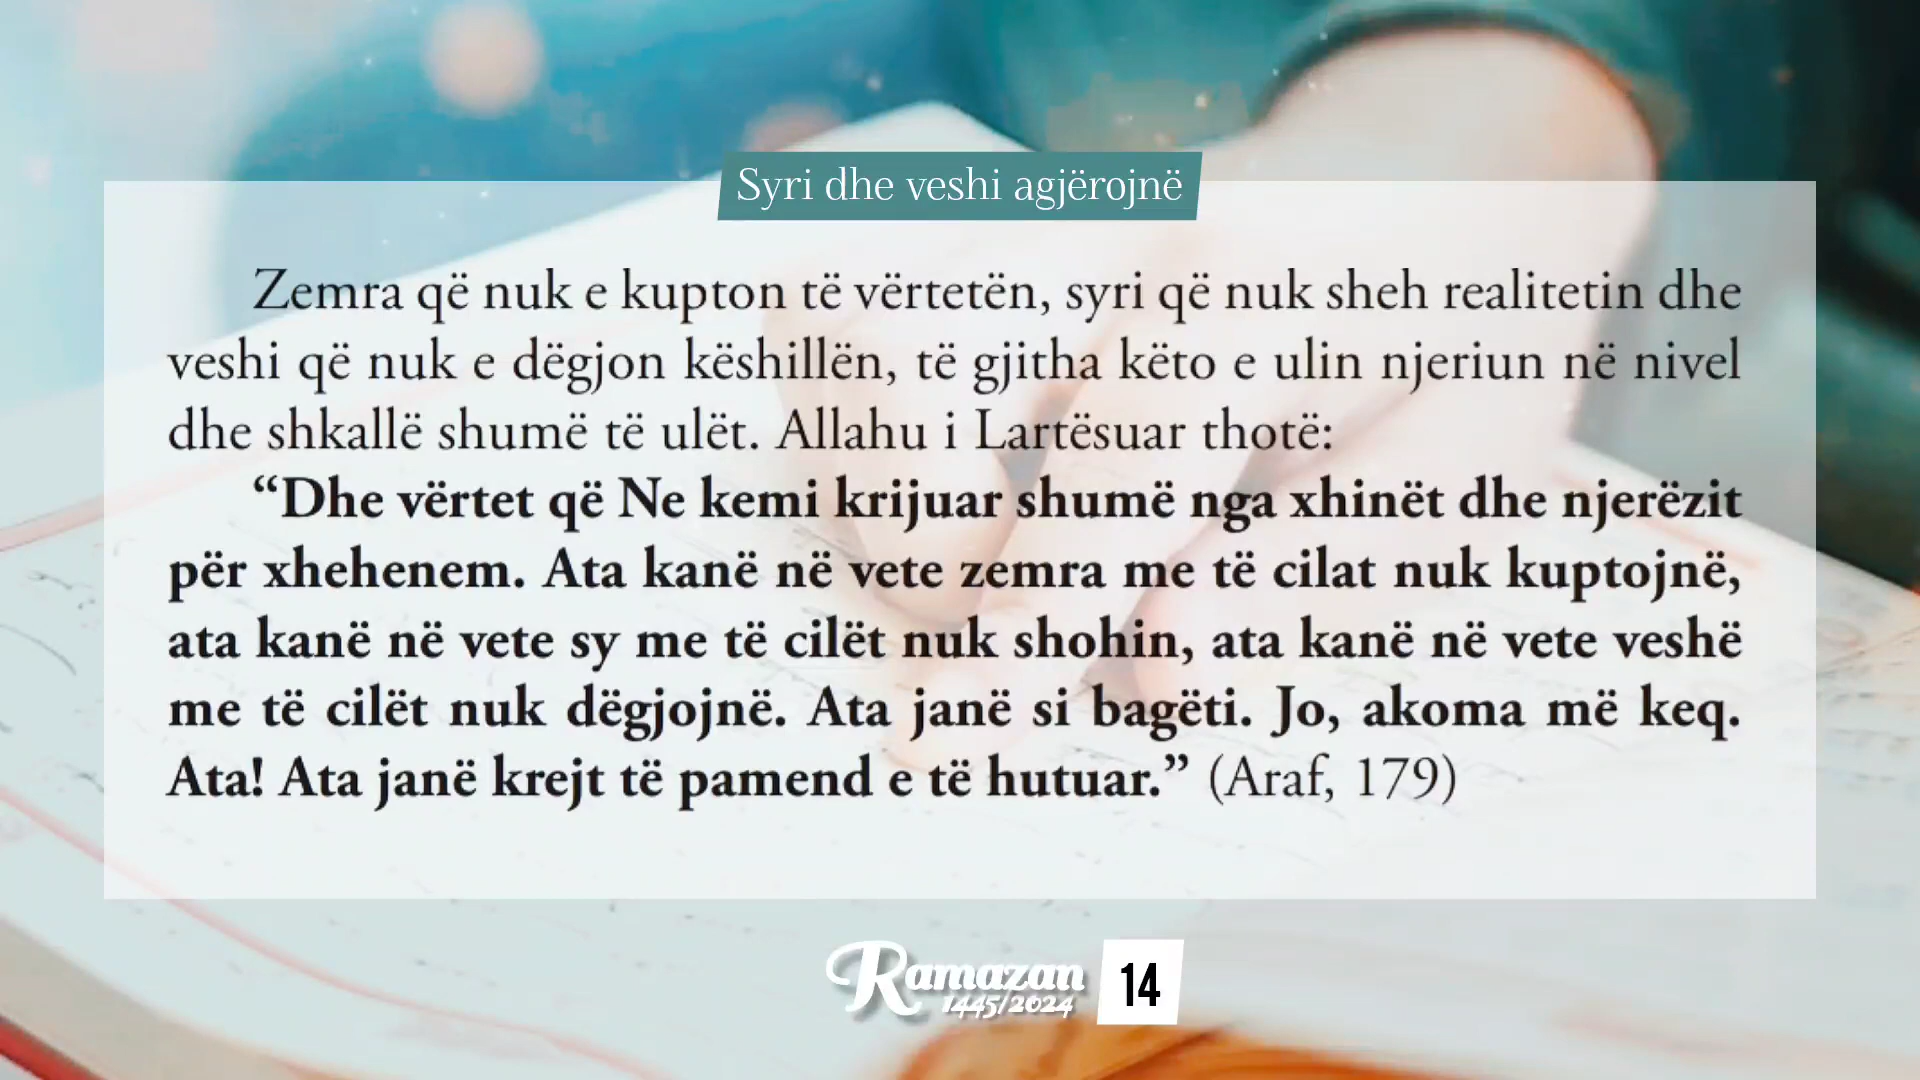 Syri dhe veshi agjërojnë
Zemra që nuk e kupton të vërtetën, syri që nuk sheh realitetin dhe
veshi që nuk e dëgjon këshillën, të gjitha këto e ulin njeriun në nivel
dhe shkallë shumë të ulët. Allahu i Lartësuar thotë:
“Dhe vërtet që Ne kemi krijuar shumë nga xhinët dhe njerëzit
për xhehenem. Ata kanë në vete zemra me të cilat nuk kuptojnë,
ata kanë në vete sy me të cilët nuk shohin, ata kanë në vete veshë
me të cilët nuk dëgjojnë. Ata janë si bagëti. Jo, akoma më keq.
Ata! Ata janë krejt të pamend e të hutuar.” (Araf, 179)
Ramazan 14
1445/2024